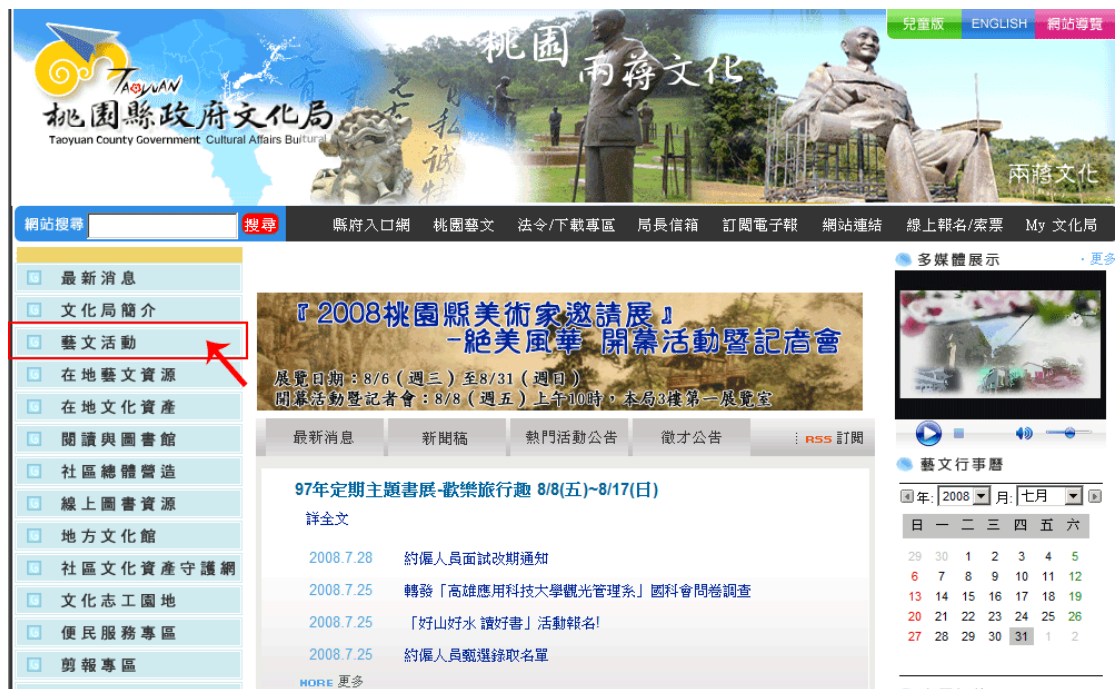 兒童版 ENGLISH 網站導覽
桃園 兩蔣文化
TAOYUAN
桃園縣政府文化局
Taoyuan County Government Cultural Affairs Buitural
兩蔣文化
網站搜尋 搜尋 縣府入口網 桃園藝文 法令/下載專區 局長信箱 訂閱電子報 網站連結 線上報名/索票 My 文化局
最新消息
文化局簡介
藝文活動
在地藝文資源
在地文化資產
閱讀與圖書館
社區總體營造
線上圖書資源
地方文化館
社區文化資產守護網
文化志工園地
便民服務專區
剪報專區
『2008桃園縣美術家邀請展』
-絕美風華 開幕活動暨記者會
展覽日期：8/6（週三）至8/31（週日）
開幕活動暨記者會：8/8（週五）上午10時，本局3樓第一展覽室
最新消息 新聞稿 熱門活動公告 徵才公告 RSS 訂閱
97年定期主題書展-歡樂旅行趣 8/8(五)~8/17(日)
詳全文
2008.7.28 約僱人員面試改期通知
2008.7.25 轉發「高雄應用科技大學觀光管理系」國科會問卷調查
2008.7.25 「好山好水 讀好書」活動報名!
2008.7.25 約僱人員甄選錄取名單
MORE 更多
多媒體展示 ·更多
藝文行事曆
年: 2008 月: 七月
日 一 二 三 四 五 六
29 30 1 2 3 4 5
6 7 8 9 10 11 12
13 14 15 16 17 18 19
20 21 22 23 24 25 26
27 28 29 30 31 1 2